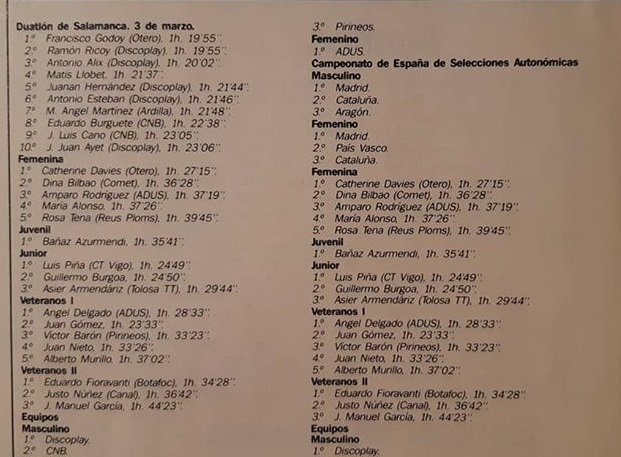 Duatlón de Salamanca. 3 de marzo.
1.º Francisco Godoy (Otero), 1h. 19'55''.
2.º Ramón Ricoy (Discoplay), 1h. 19'55''.
3.º Antonio Alix (Discoplay), 1h. 20'02''.
4.º Matis Llobet, 1h. 21'37''.
5.º Juanan Hernández (Discoplay), 1h. 21'44''.
6.º Antonio Esteban (Discoplay), 1h. 21'46''.
7.º M. Angel Martínez (Ardilla), 1h. 21'48''.
8.º Eduardo Burguete (CNB), 1h. 22'38''.
9.º J. Luis Cano (CNB), 1h. 23'05''.
10.º J. Juan Ayet (Discoplay), 1h. 23'06''.
Femenina
1.º Catherine Davies (Otero), 1h. 27'15''.
2.º Dina Bilbao (Comet), 1h. 36'28''.
3.º Amparo Rodríguez (ADUS), 1h. 37'19''.
4.º María Alonso, 1h. 37'26''.
5.º Rosa Tena (Reus Ploms), 1h. 39'45''.
Juvenil
1.º Bañaz Azurmendi, 1h. 35'41''.
Junior
1.º Luis Piña (CT Vigo), 1h. 24'49''.
2.º Guillermo Burgoa, 1h. 24'50''.
3.º Asier Armendáriz (Tolosa TT), 1h. 29'44''.
Veteranos I
1.º Angel Delgado (ADUS), 1h. 28'33''.
2.º Juan Gómez, 1h. 23'33''.
3.º Víctor Barón (Pirineos), 1h. 33'23''.
4.º Juan Nieto, 1h. 33'26''.
5.º Alberto Murillo, 1h. 37'02''.
Veteranos II
1.º Eduardo Fioravanti (Botafoc), 1h. 34'28''.
2.º Justo Núñez (Canal), 1h. 36'42''.
3.º J. Manuel García, 1h. 44'23''.
Equipos
Masculino
1.º Discoplay.
2.º CNB.
3.º Pirineos.
Femenino
1.º ADUS.
Campeonato de España de Selecciones Autonómicas
Masculino
1.º Madrid.
2.º Cataluña.
3.º Aragón.
Femenino
1.º Madrid.
2.º País Vasco.
3.º Cataluña.
Femenina
1.º Catherine Davies (Otero), 1h. 27'15''.
2.º Dina Bilbao (Comet), 1h. 36'28''.
3.º Amparo Rodríguez (ADUS), 1h. 37'19''.
4.º María Alonso, 1h. 37'26''.
5.º Rosa Tena (Reus Ploms), 1h. 39'45''.
Juvenil
1.º Bañaz Azurmendi, 1h. 35'41''.
Junior
1.º Luis Piña (CT Vigo), 1h. 24'49''.
2.º Guillermo Burgoa, 1h. 24'50''.
3.º Asier Armendáriz (Tolosa TT), 1h. 29'44''.
Veteranos I
1.º Angel Delgado (ADUS), 1h. 28'33''.
2.º Juan Gómez, 1h. 23'33''.
3.º Víctor Barón (Pirineos), 1h. 33'23''.
4.º Juan Nieto, 1h. 33'26''.
5.º Alberto Murillo, 1h. 37'02''.
Veteranos II
1.º Eduardo Fioravanti (Botafoc), 1h. 34'28''.
2.º Justo Núñez (Canal), 1h. 36'42''.
3.º J. Manuel García, 1h. 44'23''.
Equipos
Masculino
1.º Discoplay.